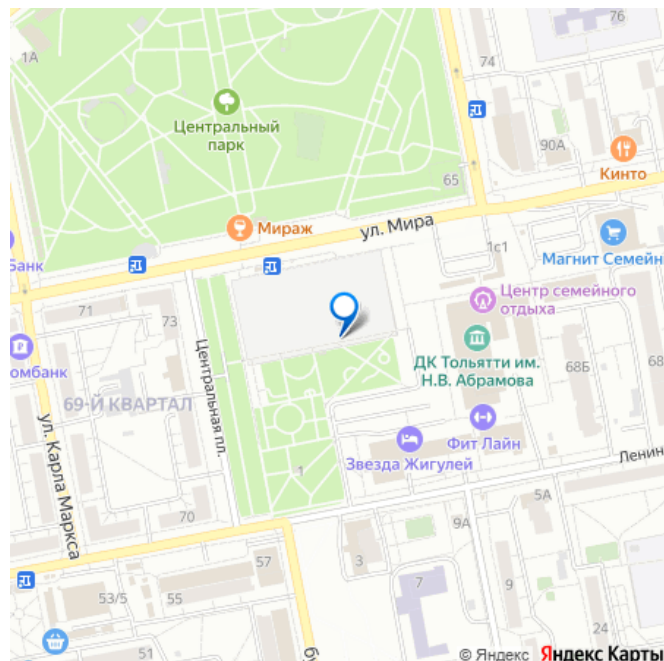 1А
76
74
Центральный
парк
90А
Кинто
65
Мираж
ул. Мира
1с1
Магнит Семейн
Банк
71
73
Центр семейного
отдыха
омбанк
69-Й КВАРТАЛ
Центральная пл.
ДК Тольятти им.
Н.В. Абрамова
68Б
68
ул. Карла Маркса
Звезда Жигулей
Фит Лайн
Ленин
1
70
5А
9А
57
3
53/5
55
7
9
24
51
бу
© Яндекс Яндекс Карты